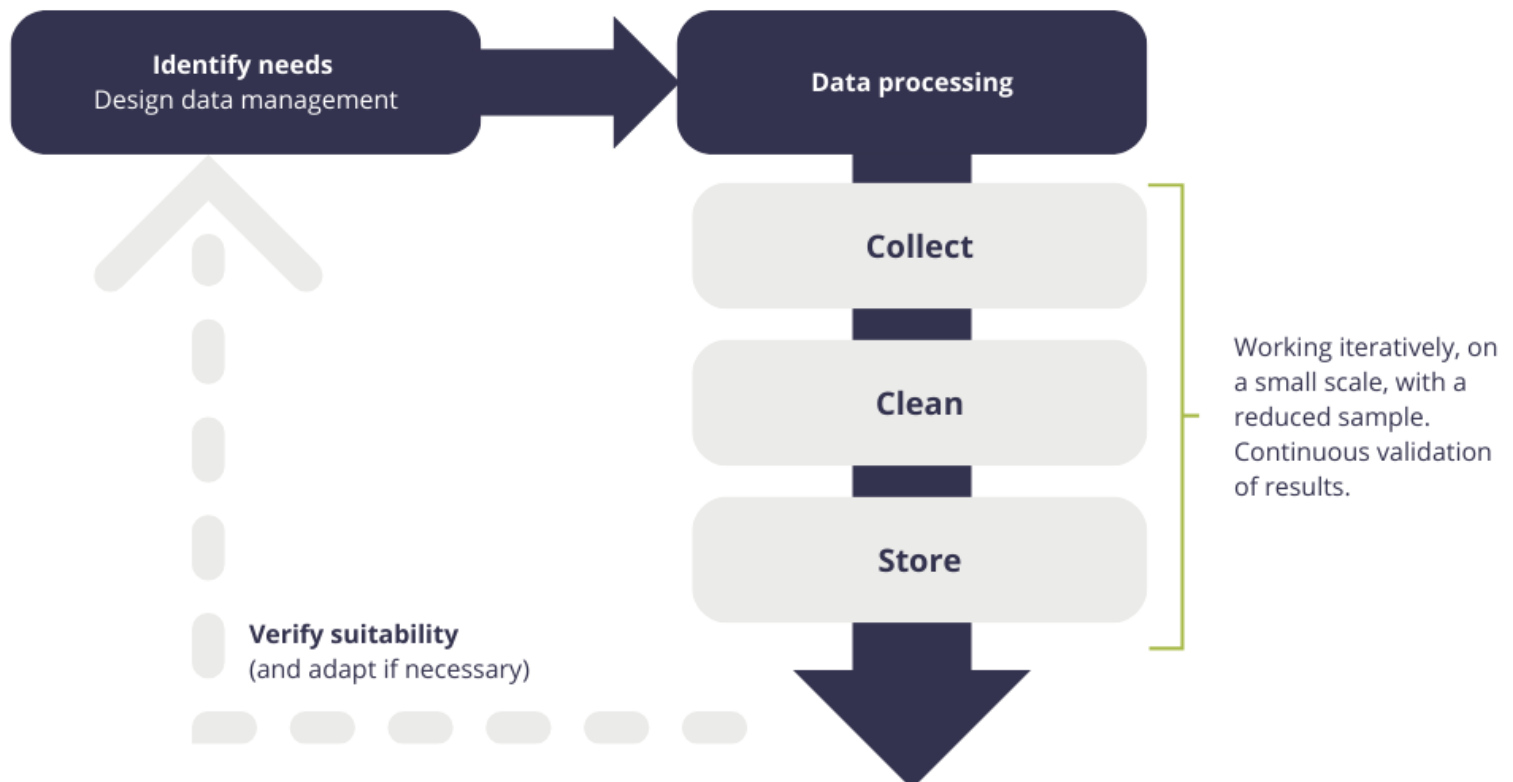 Identify needs
Design data management
Data processing
Collect
Clean
Store
Working iteratively, on
a small scale, with a
reduced sample.
Continuous validation
of results.
Verify suitability
(and adapt if necessary)